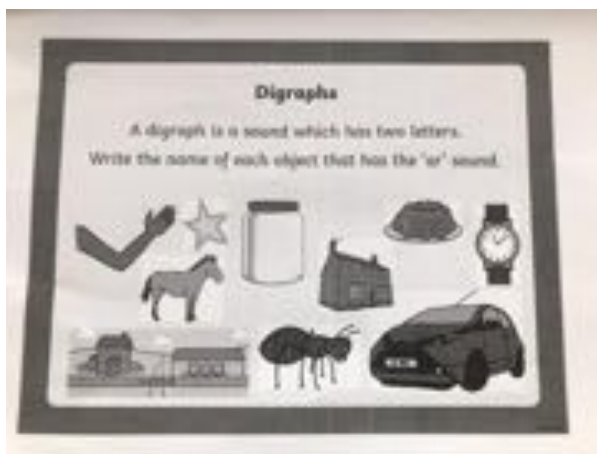 Digraphs
A digraph is a sound which has two letters.
Write the name of each object that has the 'ar' sound.